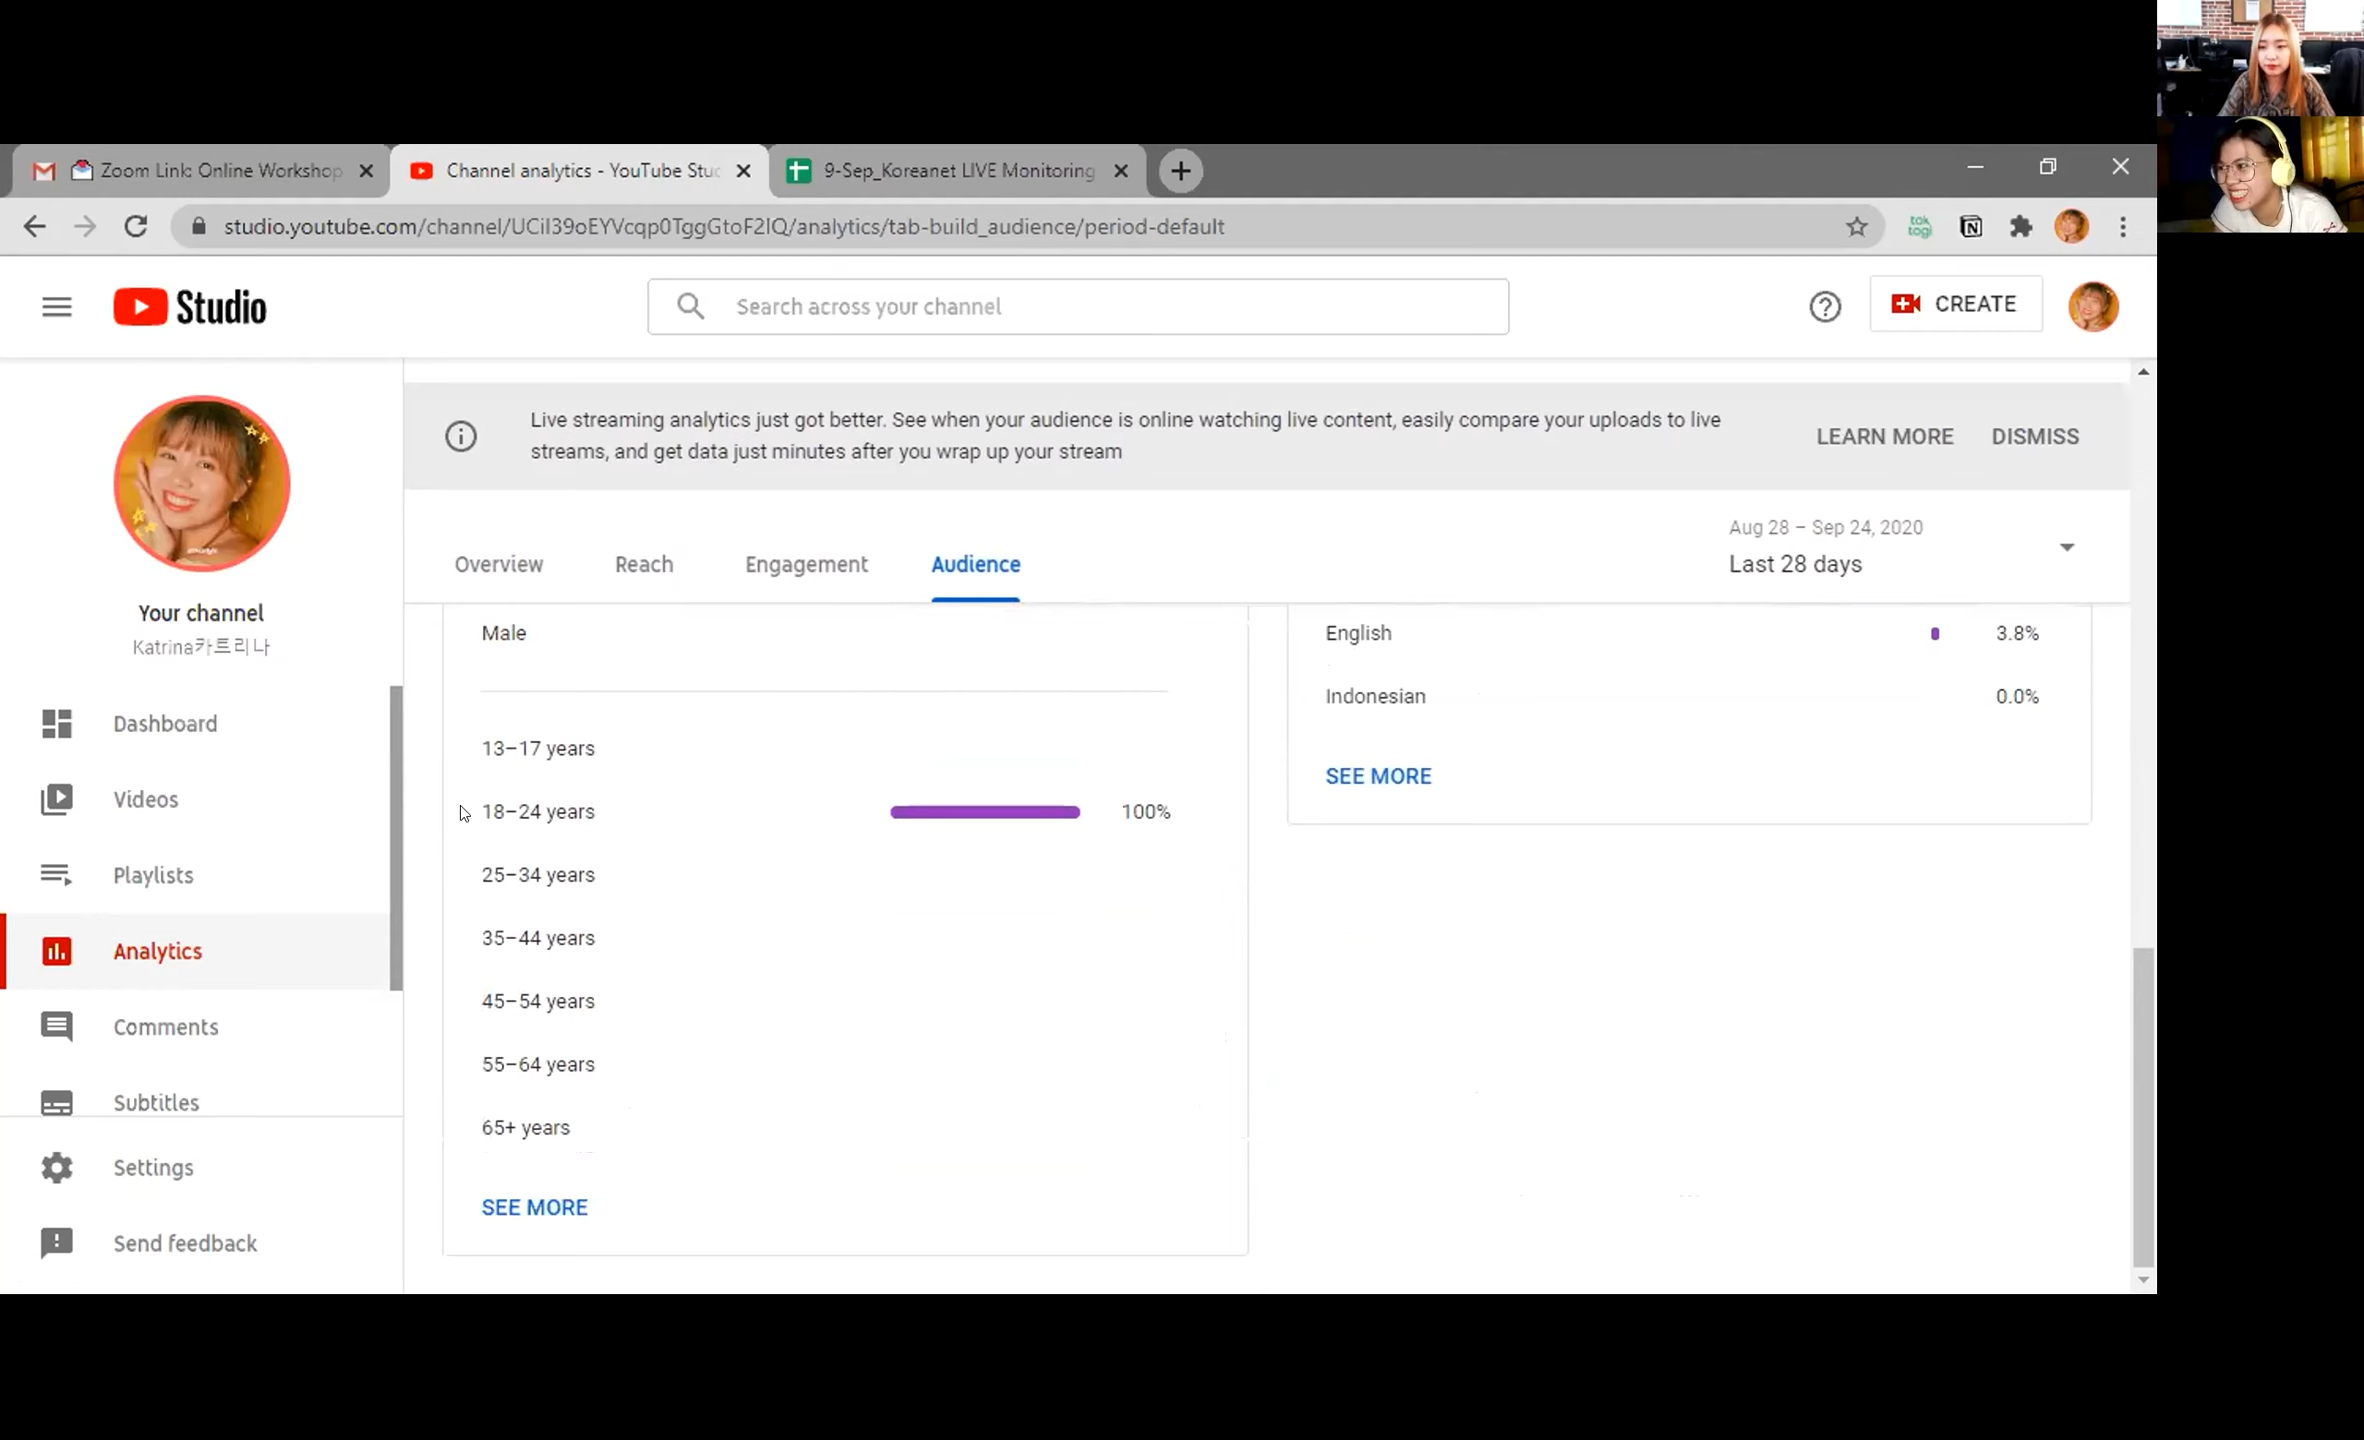 Zoom Link: Online Workshop
Channel analytics - YouTube Stu
9-Sep_Koreanet LIVE Monitoring
studio.youtube.com/channel/UCiI39oEYVcqp0TggGtoF2lQ/analytics/tab-build_audience/period-default
tok
tog
Studio
Search across your channel
CREATE
Live streaming analytics just got better. See when your audience is online watching live content, easily compare your uploads to live
streams, and get data just minutes after you wrap up your stream
LEARN MORE
DISMISS
Overview
Reach
Engagement
Audience
Aug 28 – Sep 24, 2020
Last 28 days
Your channel
Katrina카트리나
Dashboard
Videos
Playlists
Analytics
Comments
Subtitles
Settings
Send feedback
Male
13–17 years
18–24 years 100%
25–34 years
35–44 years
45–54 years
55–64 years
65+ years
SEE MORE
English 3.8%
Indonesian 0.0%
SEE MORE